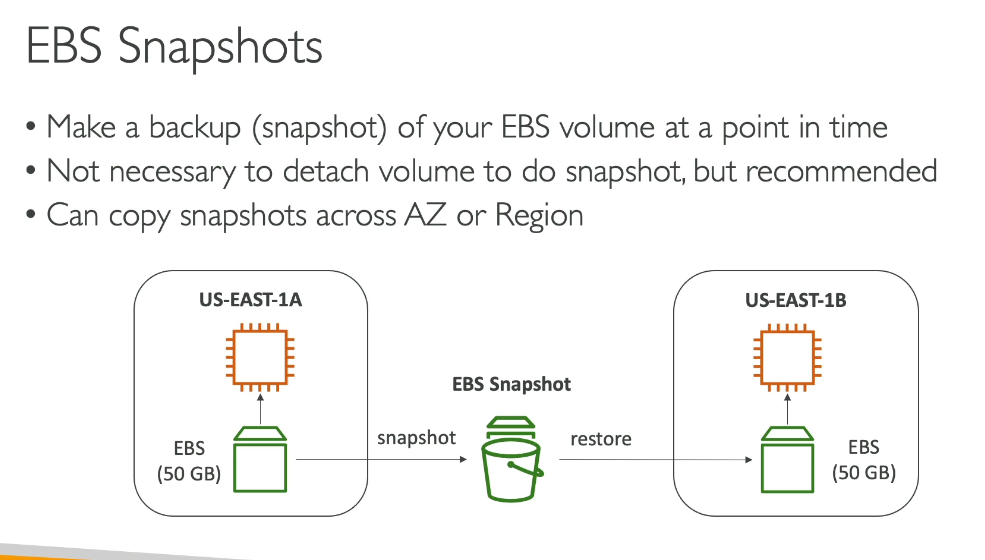 EBS Snapshots
• Make a backup (snapshot) of your EBS volume at a point in time
• Not necessary to detach volume to do snapshot, but recommended
• Can copy snapshots across AZ or Region
US-EAST-1A
US-EAST-1B
EBS Snapshot
snapshot
restore
EBS
(50 GB)
EBS
(50 GB)